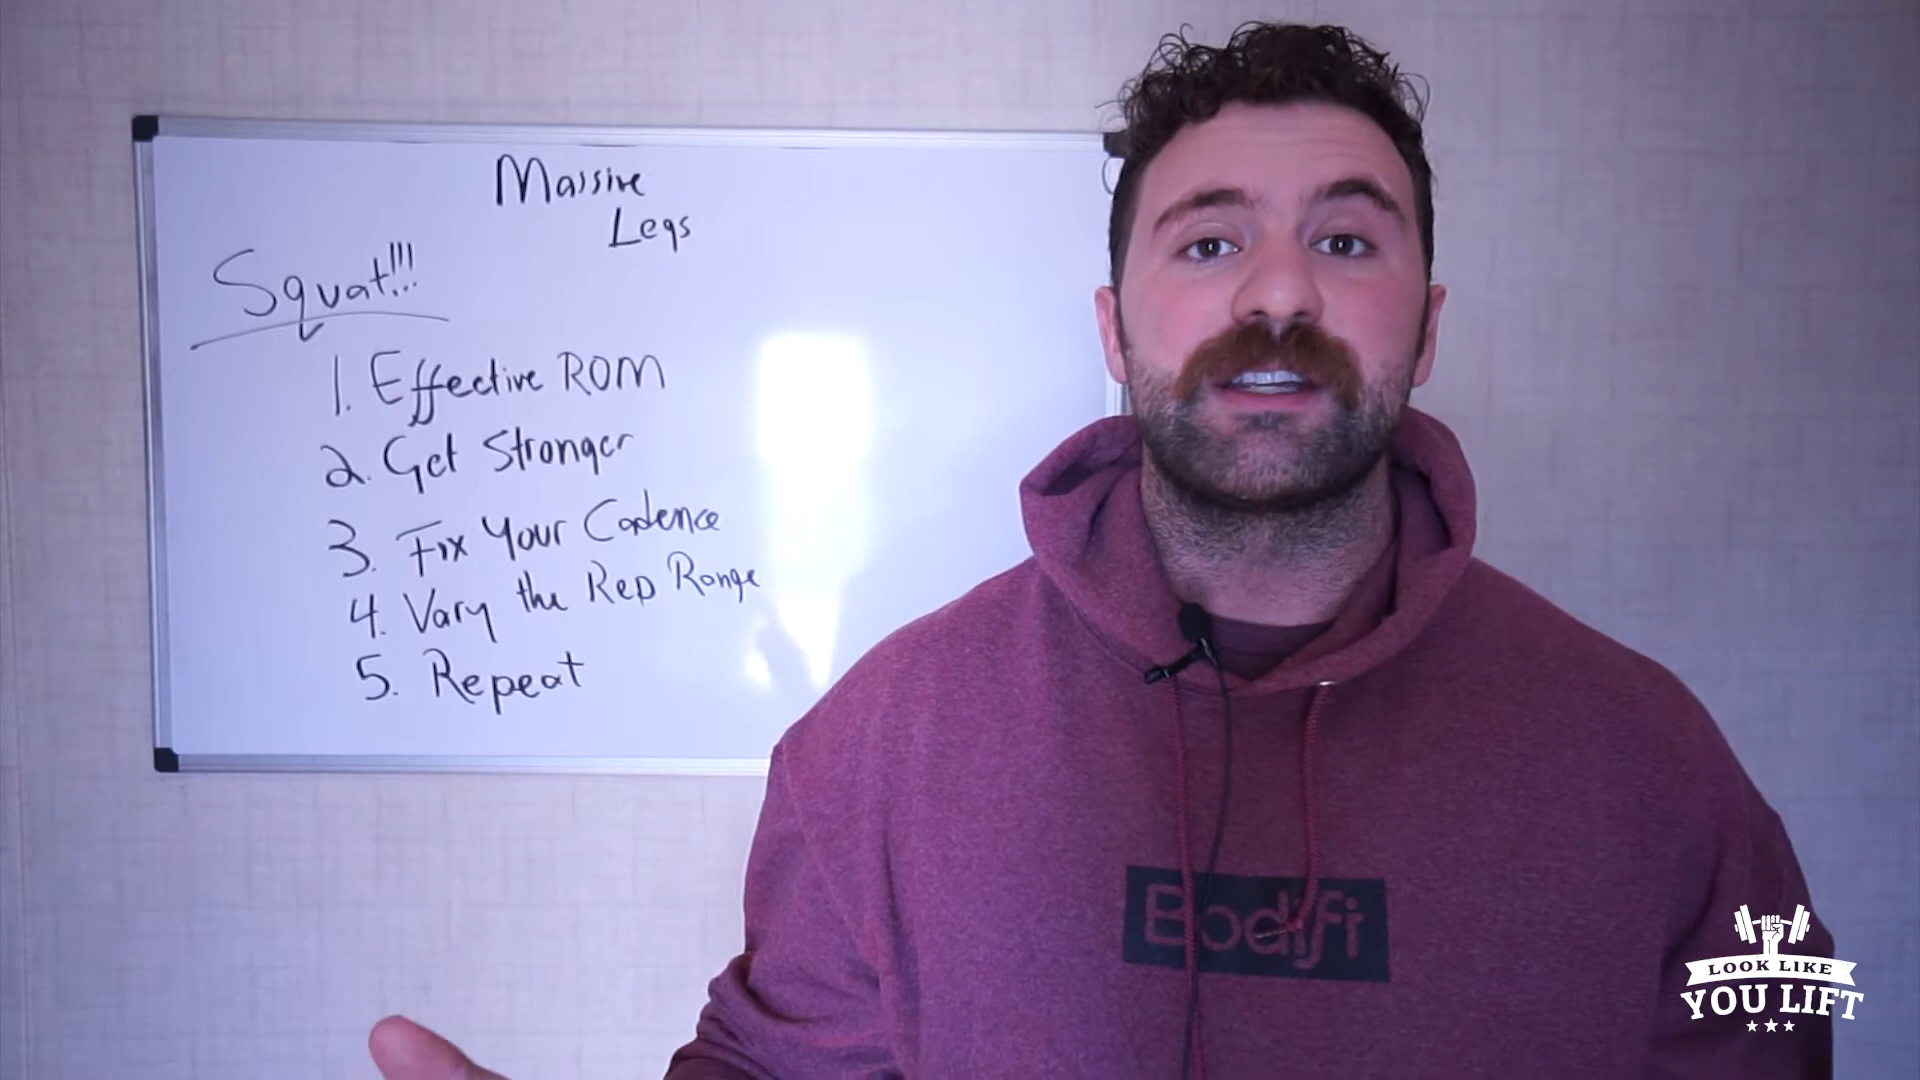 Massive
Legs
Squat!!!
1. Effective ROM
2. Get Stronger
3. Fix Your Cadence
4. Vary the Rep Range
5. Repeat
Bodifi
LOOK LIKE
YOU LIFT